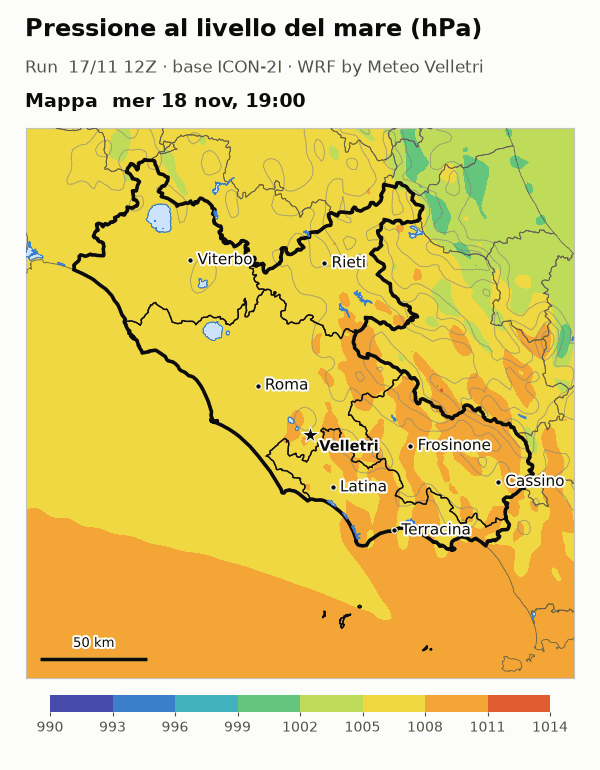 Pressione al livello del mare (hPa)
Run  17/11 12Z · base ICON-2I · WRF by Meteo Velletri
Mappa  mer 18 nov, 19:00
Viterbo
Rieti
Roma
Velletri
Frosinone
Latina
Cassino
Terracina
50 km
990 993 996 999 1002 1005 1008 1011 1014